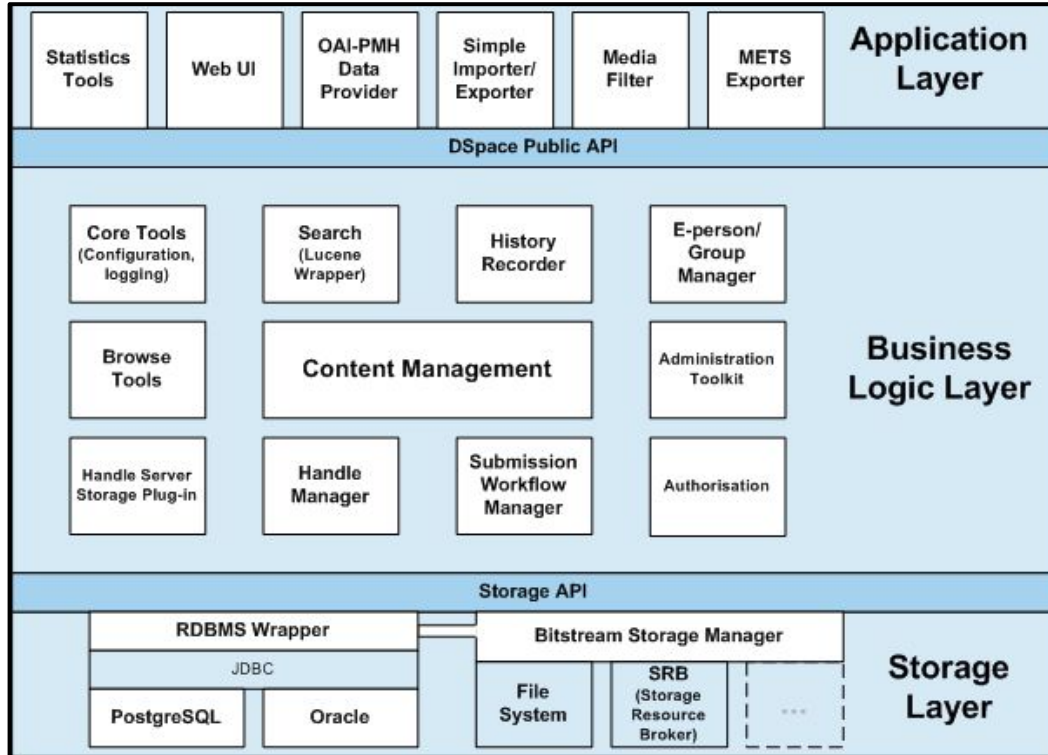 Statistics
Tools
Web UI
OAI-PMH
Data
Provider
Simple
Importer/
Exporter
Media
Filter
METS
Exporter
Application
Layer
DSpace Public API
Core Tools
(Configuration,
logging)
Search
(Lucene
Wrapper)
History
Recorder
E-person/
Group
Manager
Browse
Tools
Content Management
Administration
Toolkit
Business
Logic Layer
Handle Server
Storage Plug-in
Handle
Manager
Submission
Workflow
Manager
Authorisation
Storage API
RDBMS Wrapper
JDBC
PostgreSQL
Oracle
Bitstream Storage Manager
File
System
SRB
(Storage
Resource
Broker)
...
Storage
Layer